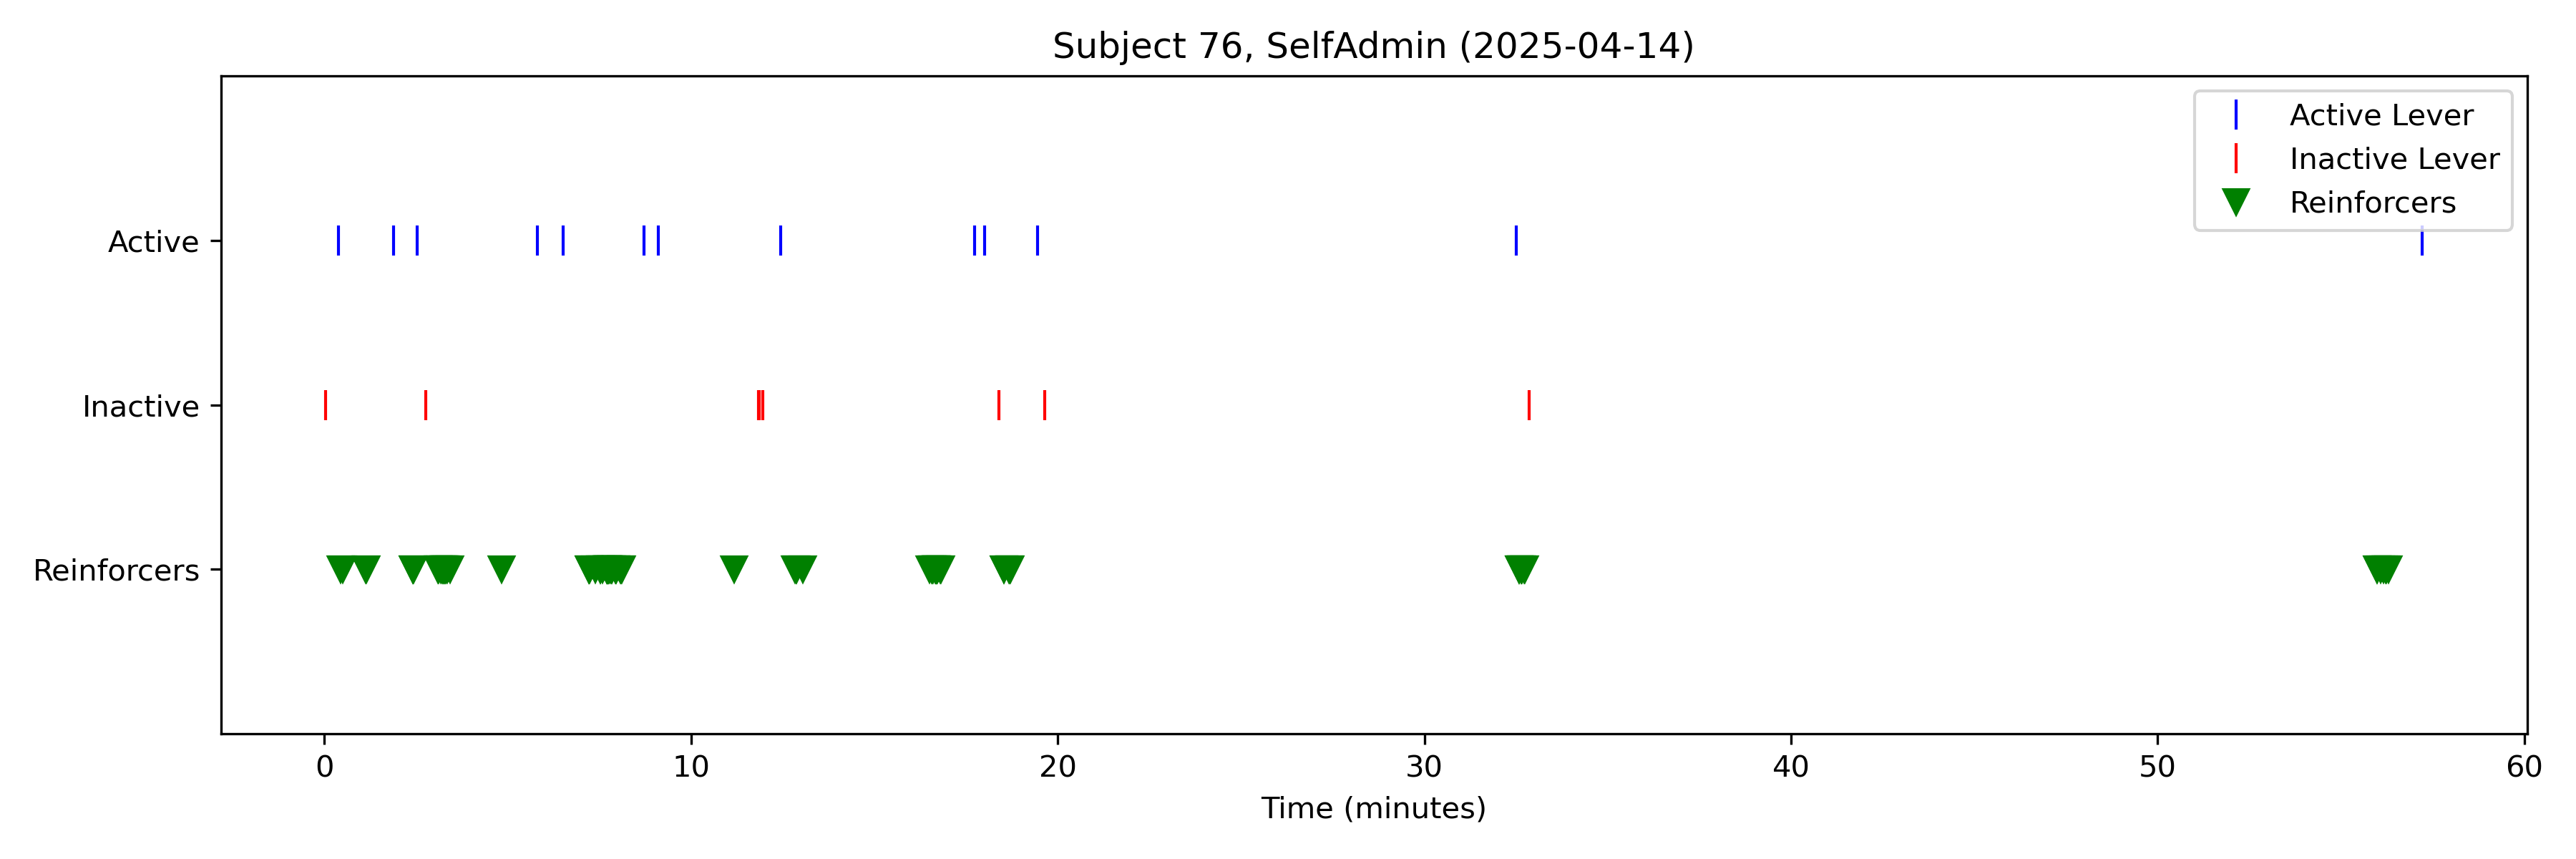 Subject 76, SelfAdmin (2025-04-14)
Active Lever
Inactive Lever
Reinforcers
Active
Inactive
Reinforcers
0 10 20 30 40 50 60
Time (minutes)